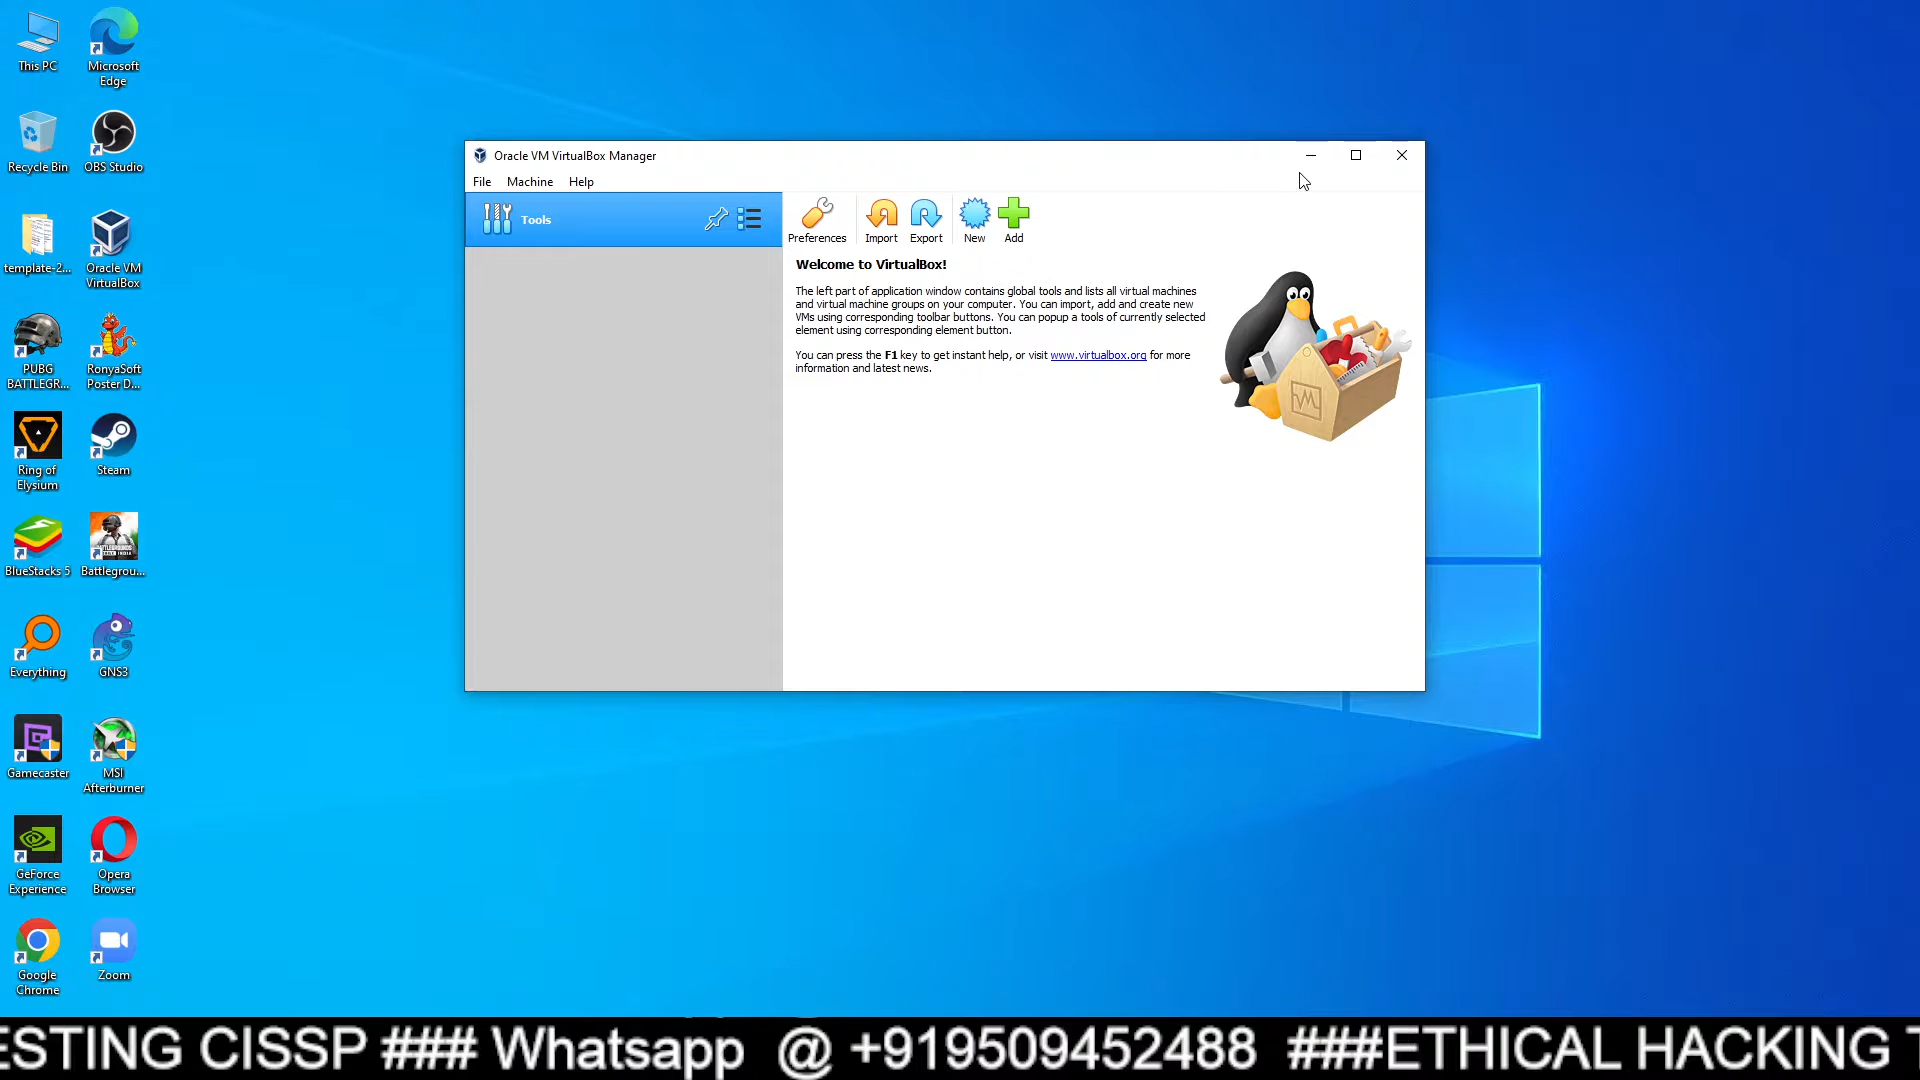 This PC
Microsoft
Edge
Recycle Bin
OBS Studio
template-2...
Oracle VM
VirtualBox
PUBG
BATTLEGR...
RonyaSoft
Poster D...
Ring of
Elysium
Steam
BlueStacks 5
Battlegrou...
Everything
GNS3
Gamecaster
MSI
Afterburner
GeForce
Experience
Opera
Browser
Google
Chrome
Zoom
Oracle VM VirtualBox Manager
File Machine Help
Tools
Preferences Import Export New Add
Welcome to VirtualBox!
The left part of application window contains global tools and lists all virtual machines
and virtual machine groups on your computer. You can import, add and create new
VMs using corresponding toolbar buttons. You can popup a tools of currently selected
element using corresponding element button.
You can press the F1 key to get instant help, or visit www.virtualbox.org for more
information and latest news.
ESTING CISSP ### Whatsapp @ +919509452488 ###ETHICAL HACKING T